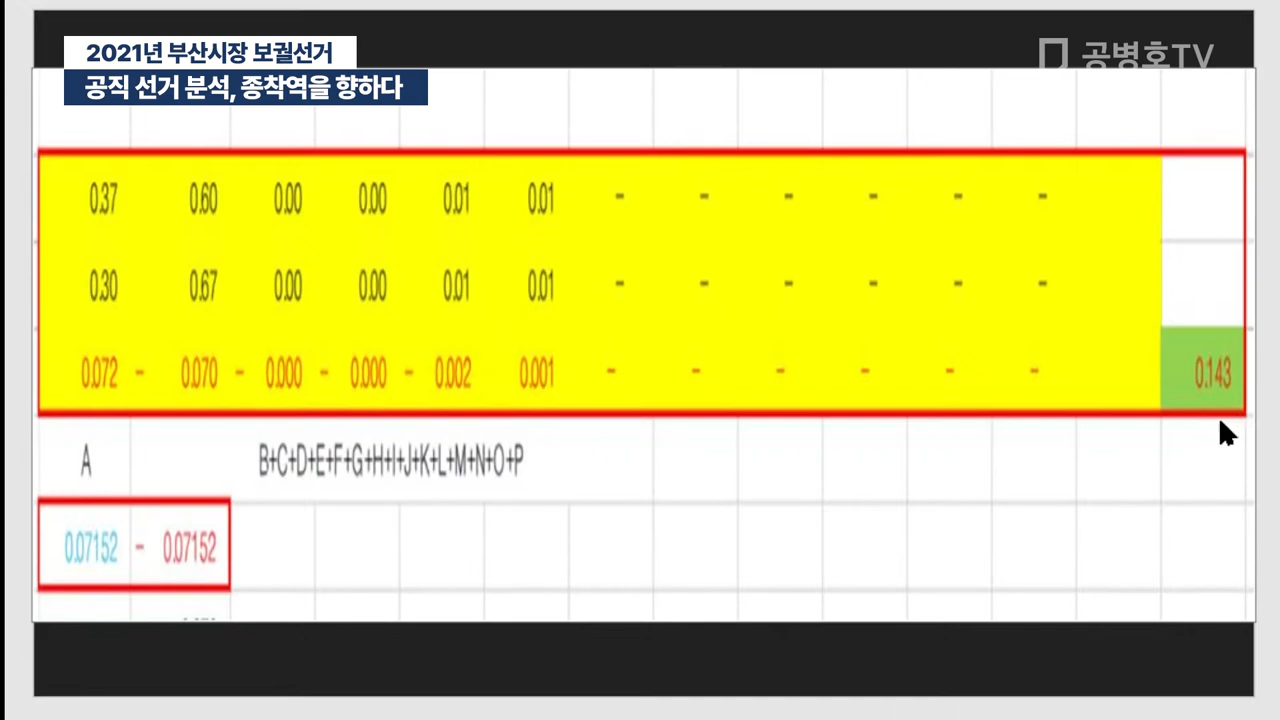 2021년 부산시장 보궐선거
공직 선거 분석, 종착역을 향하다
공병호TV
0.37 0.60 0.00 0.00 0.01 0.01 - - - - - -
0.30 0.67 0.00 0.00 0.01 0.01 - - - - - -
0.072 - 0.070 - 0.000 - 0.000 - 0.002 0.001 - - - - - - 0.143
A B+C+D+E+F+G+H+I+J+K+L+M+N+O+P
0.07152 - 0.07152